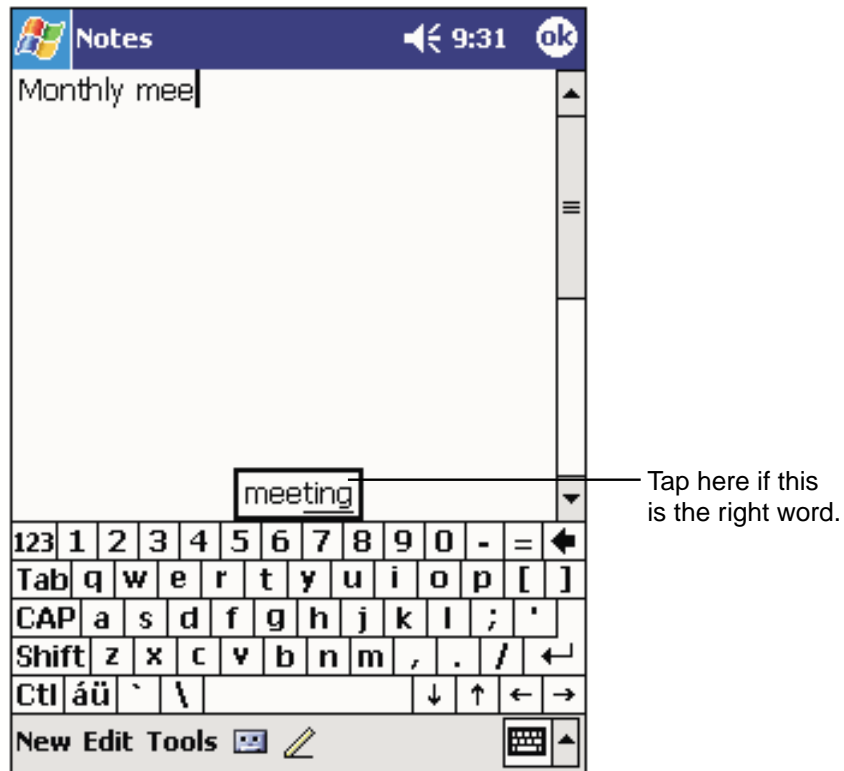 Notes 9:31 ok
Monthly mee
meeting
Tap here if this
is the right word.
123 1 2 3 4 5 6 7 8 9 0 - =
Tab q w e r t y u i o p [ ]
CAP a s d f g h j k l ; '
Shift z x c v b n m , . /
Ctl áü ` \ ↓ ↑ ← →
New Edit Tools